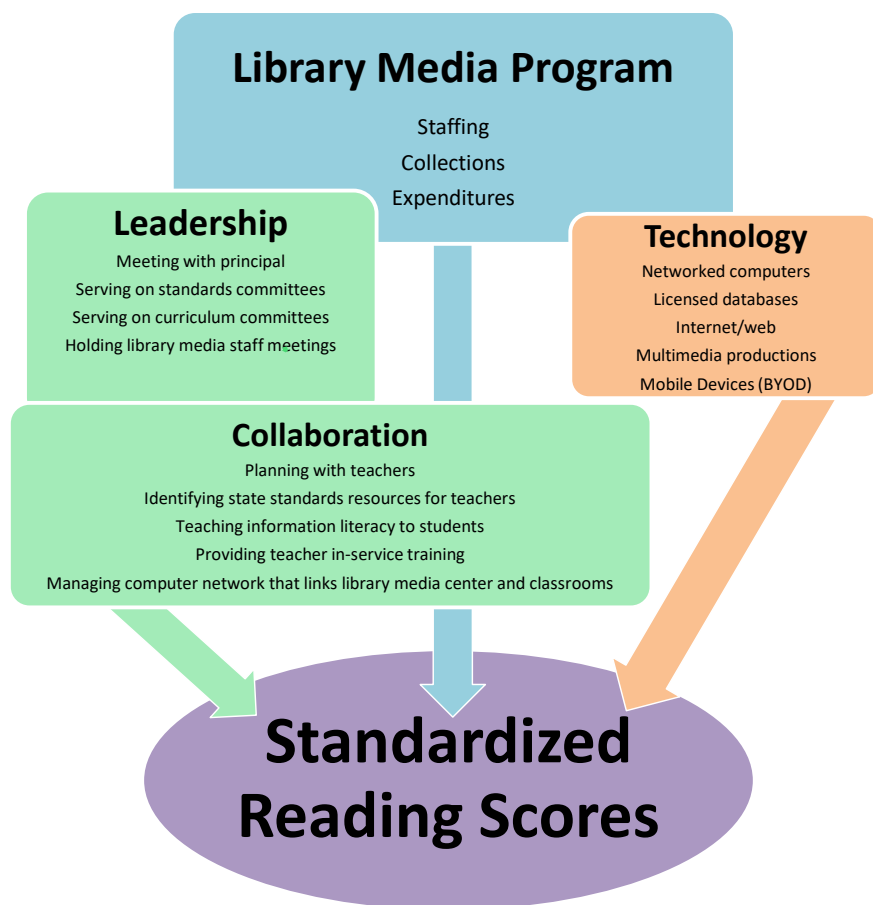 Library Media Program
Staffing
Collections
Expenditures
Leadership
Meeting with principal
Serving on standards committees
Serving on curriculum committees
Holding library media staff meetings
Technology
Networked computers
Licensed databases
Internet/web
Multimedia productions
Mobile Devices (BYOD)
Collaboration
Planning with teachers
Identifying state standards resources for teachers
Teaching information literacy to students
Providing teacher in-service training
Managing computer network that links library media center and classrooms
Standardized
Reading Scores